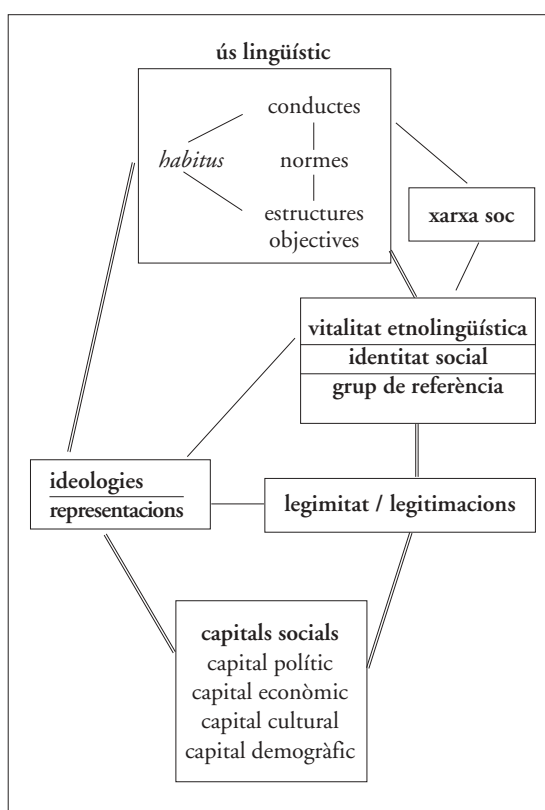 ús lingüístic
conductes
habitus
normes
estructures
objectives
xarxa soc
vitalitat etnolingüística
identitat social
grup de referència
ideologies
representacions
legimitat / legitimacions
capitals socials
capital polític
capital econòmic
capital cultural
capital demogràfic